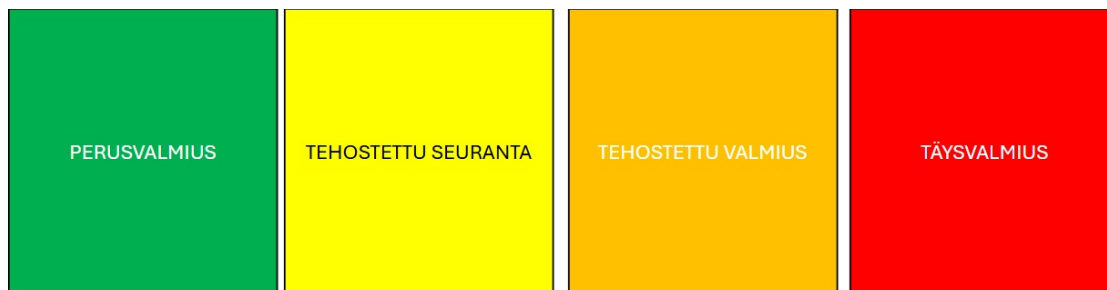 PERUSVALMIUS
TEHOSTETTU SEURANTA
TEHOSTETTU VALMIUS
TÄYSVALMIUS